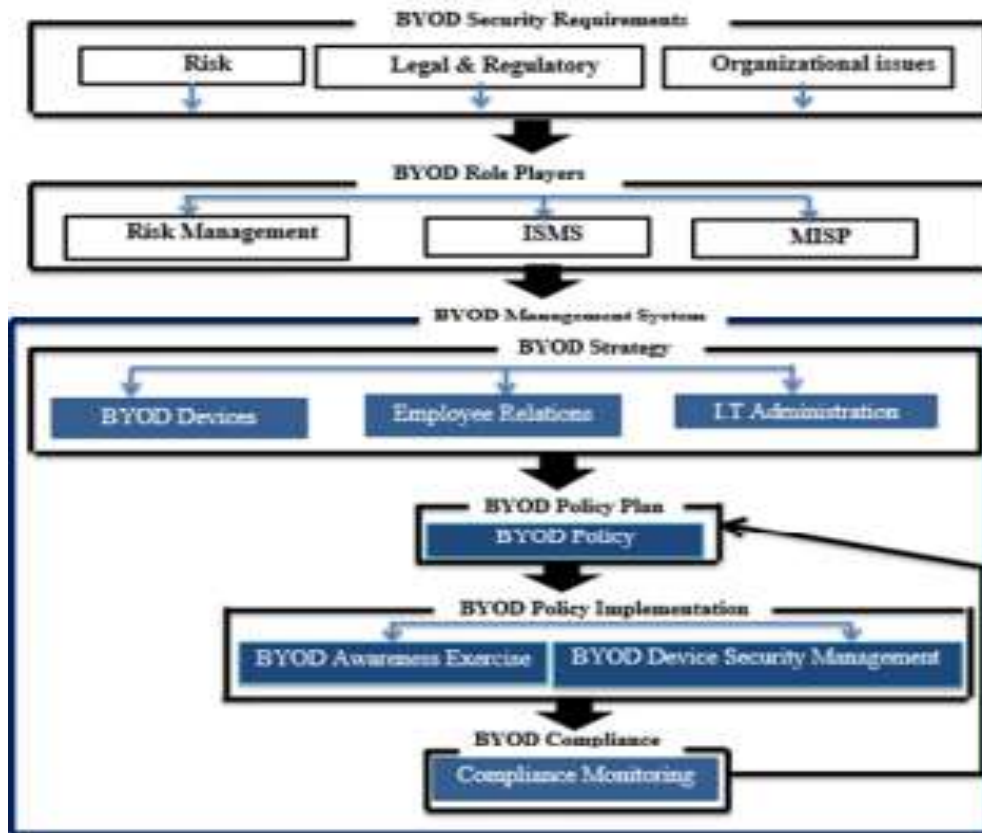 BYOD Security Requirements
Risk
Legal & Regulatory
Organizational issues
BYOD Role Players
Risk Management
ISMS
MISP
BYOD Management System
BYOD Strategy
BYOD Devices
Employee Relations
I.T Administration
BYOD Policy Plan
BYOD Policy
BYOD Policy Implementation
BYOD Awareness Exercise
BYOD Device Security Management
BYOD Compliance
Compliance Monitoring